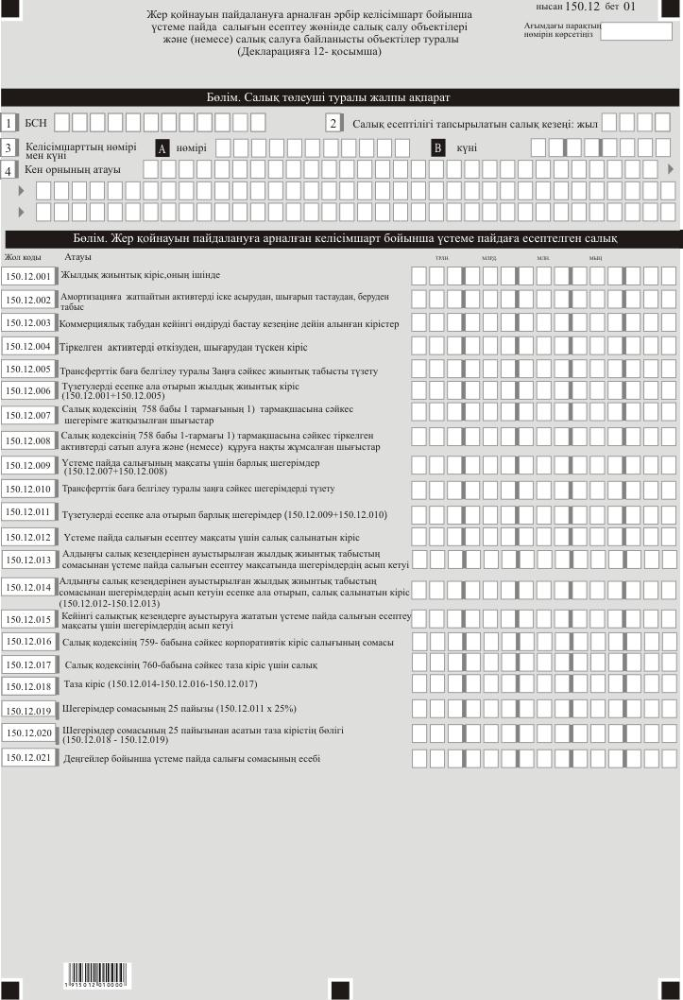 нысан 150.12 бет 01
Жер қойнауын пайдалануға арналған әрбір келісімшарт бойынша
үстеме пайда салығын есептеу жөнінде салық салу объектілері
және (немесе) салық салуға байланысты объектілер туралы
(Декларацияға 12- қосымша)
Ағымдағы парақтың
нөмірін көрсетіңіз
Бөлім. Салық төлеуші туралы жалпы ақпарат
1 БСН
2 Салық есептілігі тапсырылатын салық кезеңі: жыл
3 Келісімшарттың нөмірі
мен күні
A нөмірі
B күні
4 Кен орнының атауы
Бөлім. Жер қойнауын пайдалануға арналған келісімшарт бойынша үстеме пайдаға есептелген салық
Жол коды Атауы трлн. млрд. млн. мың
150.12.001 Жылдық жиынтық кіріс,оның ішінде
150.12.002 Амортизацияға жатпайтын активтерді іске асырудан, шығарып тастаудан, беруден
табыс
150.12.003 Коммерциялық табудан кейінгі өндіруді бастау кезеңіне дейін алынған кірістер
150.12.004 Тіркелген активтерді өткізуден, шығарудан түскен кіріс
150.12.005 Трансферттік баға белгілеу туралы Заңға сәйкес жиынтық табысты түзету
150.12.006 Түзетулерді есепке ала отырып жылдық жиынтық кіріс
(150.12.001+150.12.005)
150.12.007 Салық кодексінің 758 бабы 1 тармағының 1) тармақшасына сәйкес
шегерімге жатқызылған шығыстар
150.12.008 Салық кодексінің 758 бабы 1-тармағы 1) тармақшасына сәйкес тіркелген
активтерді сатып алуға және (немесе) құруға нақты жұмсалған шығыстар
150.12.009 Үстеме пайда салығының мақсаты үшін барлық шегерімдер
(150.12.007+150.12.008)
150.12.010 Трансферттік баға белгілеу туралы заңға сәйкес шегерімдерді түзету
150.12.011 Түзетулерді есепке ала отырып барлық шегерімдер (150.12.009+150.12.010)
150.12.012 Үстеме пайда салығын есептеу мақсаты үшін салық салынатын кіріс
150.12.013 Алдыңғы салық кезеңдерінен ауыстырылған жылдық жиынтық табыстың
сомасынан үстеме пайда салығын есептеу мақсатында шегерімдердің асып кетуі
150.12.014 Алдыңғы салық кезеңдерінен ауыстырылған жылдық жиынтық табыстың
сомасынан шегерімдердің асып кетуін есепке ала отырып, салық салынатын кіріс
(150.12.012-150.12.013)
150.12.015 Кейінгі салықтық кезеңдерге ауыстыруға жататын үстеме пайда салығын есептеу
мақсаты үшін шегерімдердің асып кетуі
150.12.016 Салық кодексінің 759- бабына сәйкес корпоративтік кіріс салығының сомасы
150.12.017 Салық кодексінің 760-бабына сәйкес таза кіріс үшін салық
150.12.018 Таза кіріс (150.12.014-150.12.016-150.12.017)
150.12.019 Шегерімдер сомасының 25 пайызы (150.12.011 х 25%)
150.12.020 Шегерімдер сомасының 25 пайызынан асатын таза кірістің бөлігі
(150.12.018 - 150.12.019)
150.12.021 Деңгейлер бойынша үстеме пайда салығы сомасының есебі
1 915012 010000